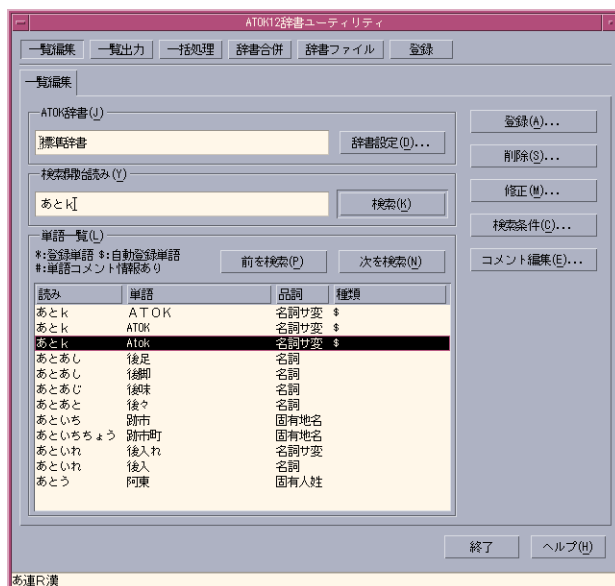 ATOK12辞書ユーティリティ
一覧編集 一覧出力 一括処理 辞書合併 辞書ファイル 登録
一覧編集
ATOK辞書(J)
標準辞書 辞書設定(D)...
検索開始読み(Y)
あとk 検索(K)
単語一覧(L)
*:登録単語 $:自動登録単語
#:単語コメント情報あり
前を検索(P) 次を検索(N)
読み 単語 品詞 種類
あとk ATOK 名詞サ変 $
あとk ATOK 名詞サ変 $
あとk Atok 名詞サ変 $
あとあし 後足 名詞
あとあし 後脚 名詞
あとあじ 後味 名詞
あとあと 後々 名詞
あといち 跡市 固有地名
あといちちょう 跡市町 固有地名
あといれ 後入れ 名詞サ変
あといれ 後入 名詞
あとう 阿東 固有人姓
登録(A)...
削除(S)...
修正(M)...
検索条件(C)...
コメント編集(E)...
終了 ヘルプ(H)
あ連R漢